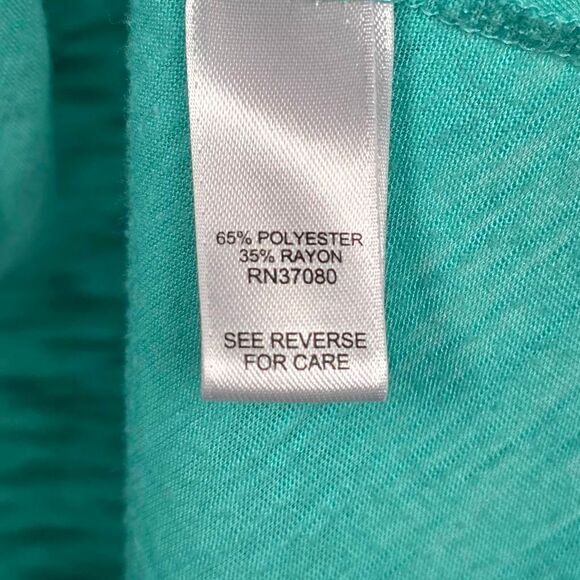 65% POLYESTER
35% RAYON
RN37080
SEE REVERSE
FOR CARE